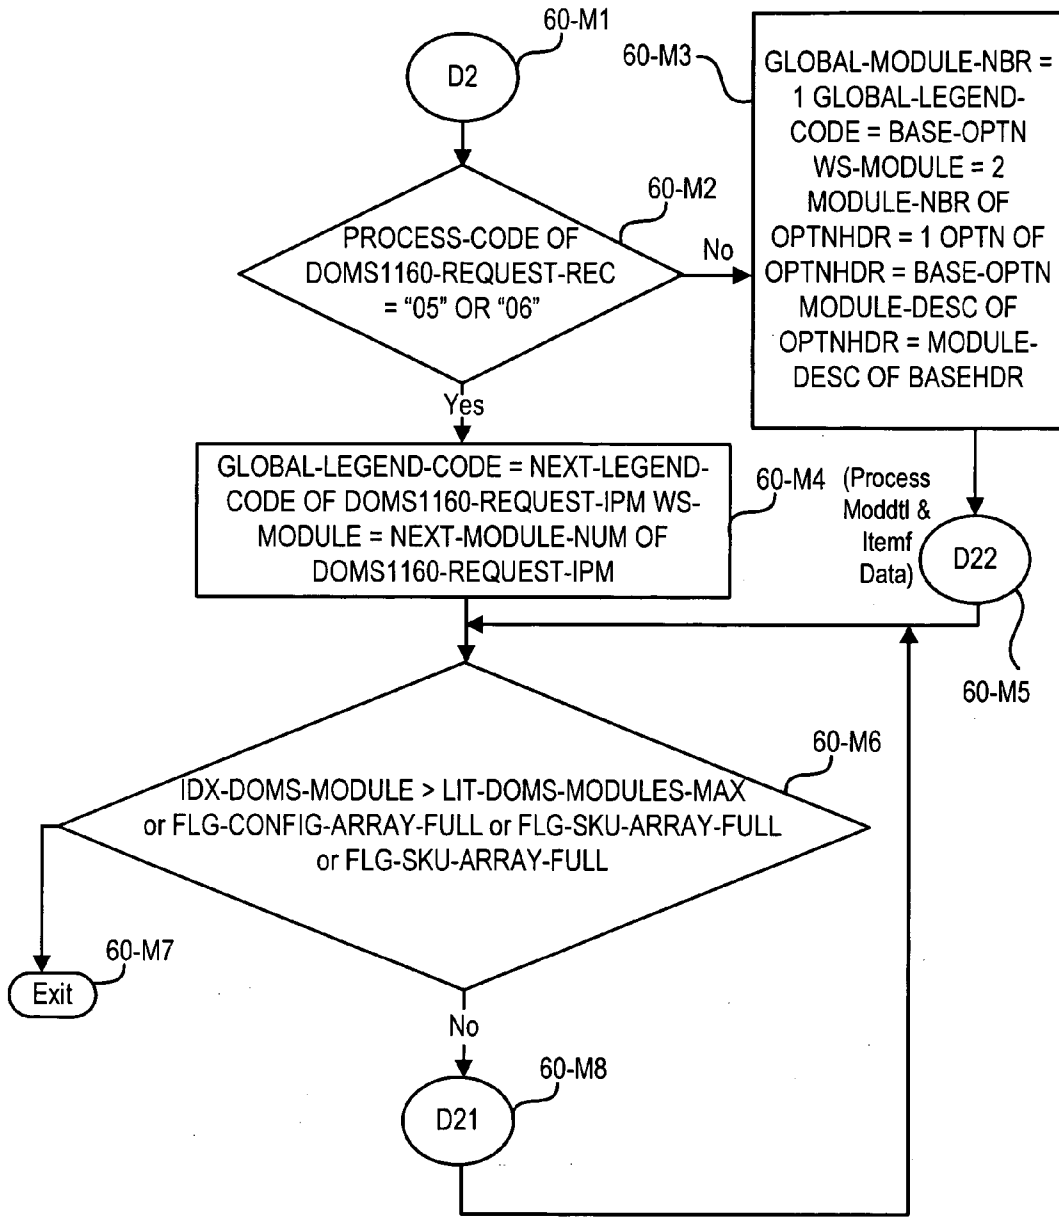 60-M1
D2
60-M3
GLOBAL-MODULE-NBR =
1 GLOBAL-LEGEND-
CODE = BASE-OPTN
WS-MODULE = 2
MODULE-NBR OF
OPTNHDR = 1 OPTN OF
OPTNHDR = BASE-OPTN
MODULE-DESC OF
OPTNHDR = MODULE-
DESC OF BASEHDR
60-M2
PROCESS-CODE OF
DOMS1160-REQUEST-REC
= “05” OR “06”
No
Yes
GLOBAL-LEGEND-CODE = NEXT-LEGEND-
CODE OF DOMS1160-REQUEST-IPM WS-
MODULE = NEXT-MODULE-NUM OF
DOMS1160-REQUEST-IPM
60-M4
(Process
Moddtl &
Itemf
Data)
D22
60-M5
60-M6
IDX-DOMS-MODULE > LIT-DOMS-MODULES-MAX
or FLG-CONFIG-ARRAY-FULL or FLG-SKU-ARRAY-FULL
or FLG-SKU-ARRAY-FULL
60-M7
Exit
No
60-M8
D21